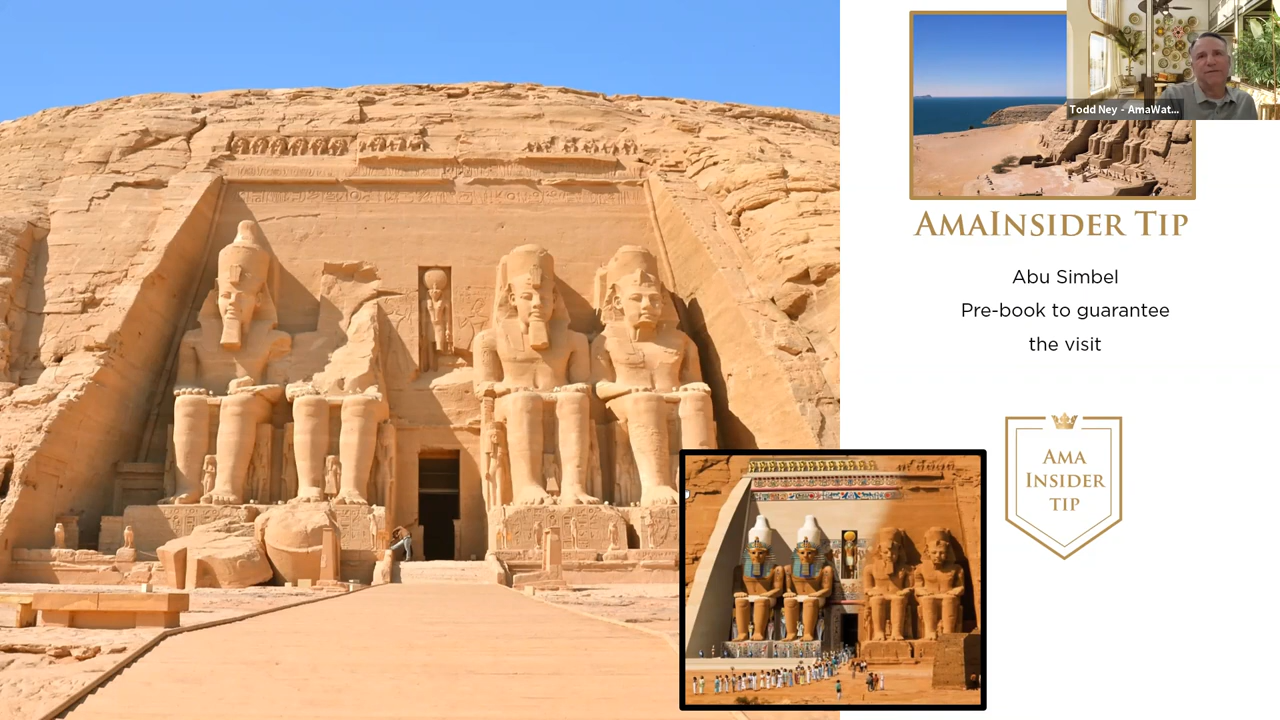 Todd Ney - AmaWat...
AMAINSIDER TIP
Abu Simbel
Pre-book to guarantee
the visit
AMA
INSIDER
TIP